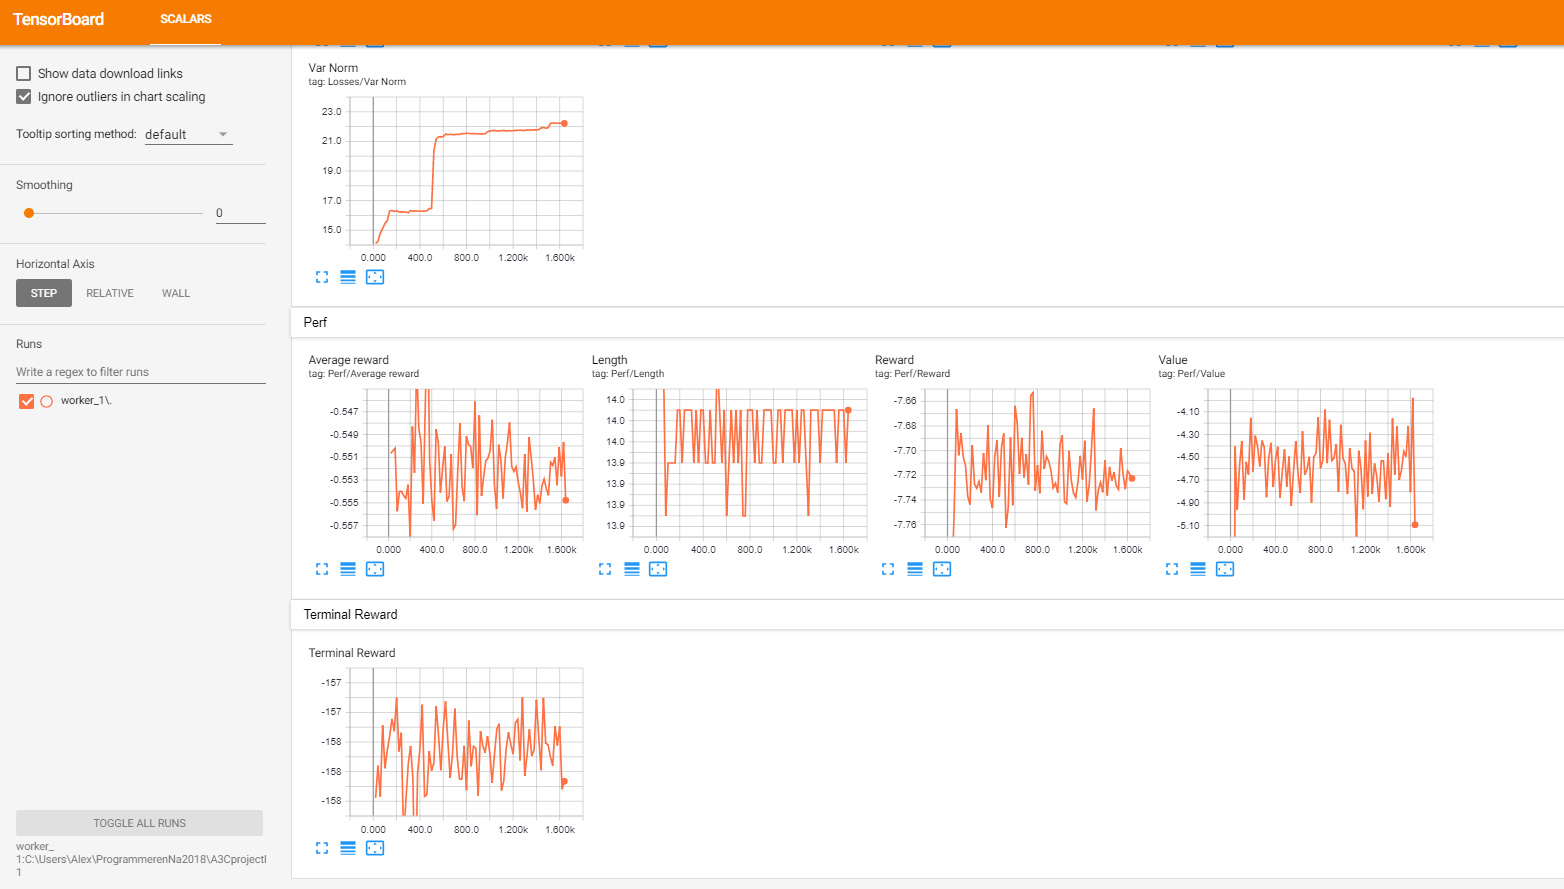 TensorBoard
SCALARS
Show data download links
Ignore outliers in chart scaling
Tooltip sorting method: default
Smoothing
0
Horizontal Axis
STEP RELATIVE WALL
Runs
Write a regex to filter runs
worker_1\.
TOGGLE ALL RUNS
worker_
1:C:\Users\Alex\ProgrammerenNa2018\A3Cprojectl
1
Var Norm
tag: Losses/Var Norm
23.0
21.0
19.0
17.0
15.0
0.000 400.0 800.0 1.200k 1.600k
Perf
Average reward
tag: Perf/Average reward
-0.547
-0.549
-0.551
-0.553
-0.555
-0.557
0.000 400.0 800.0 1.200k 1.600k
Length
tag: Perf/Length
14.0
14.0
14.0
13.9
13.9
13.9
13.9
0.000 400.0 800.0 1.200k 1.600k
Reward
tag: Perf/Reward
-7.66
-7.68
-7.70
-7.72
-7.74
-7.76
0.000 400.0 800.0 1.200k 1.600k
Value
tag: Perf/Value
-4.10
-4.30
-4.50
-4.70
-4.90
-5.10
0.000 400.0 800.0 1.200k 1.600k
Terminal Reward
Terminal Reward
-157
-157
-158
-158
-158
0.000 400.0 800.0 1.200k 1.600k